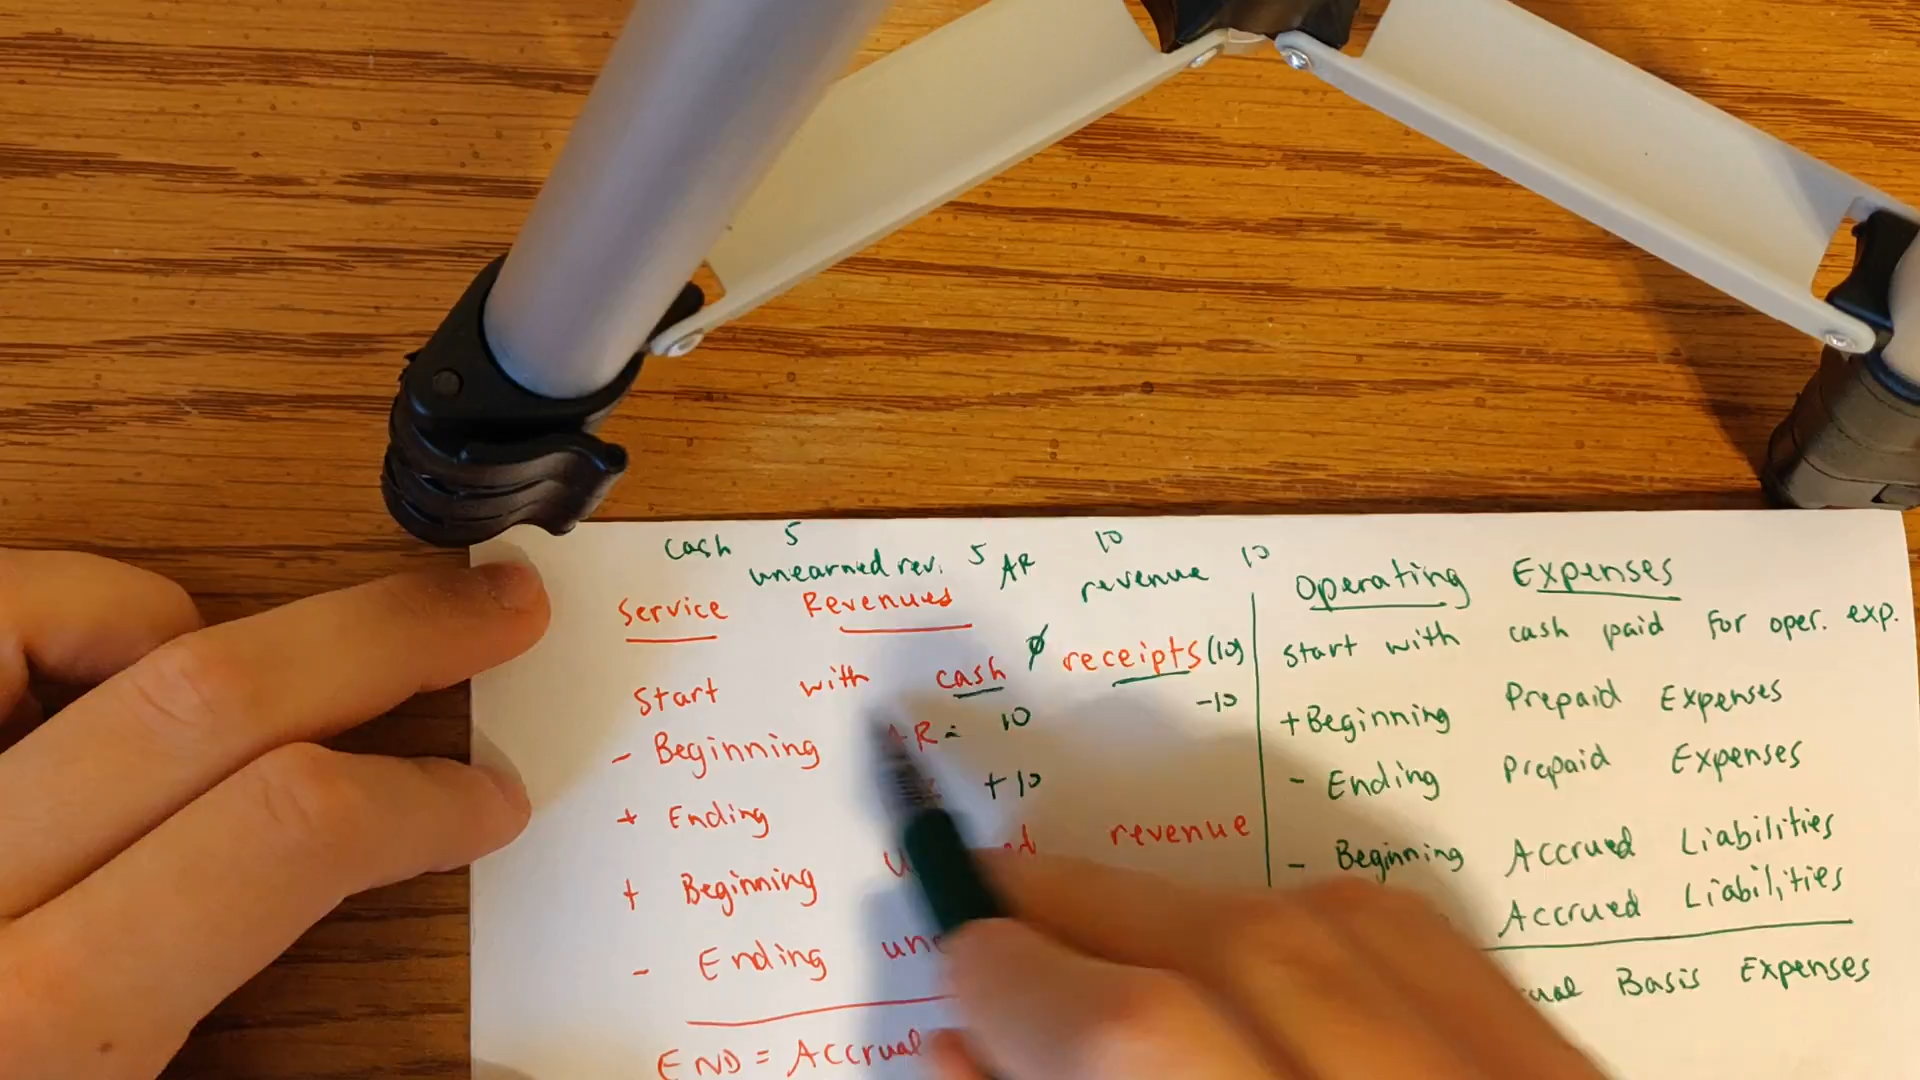 cash 5
unearned rev. 5 AR 10
revenue 10
Service Revenues
Start with cash receipts (10)
- Beginning AR: 10 -10
+ Ending +10
+ Beginning revenue
- Ending
END = Accrual
Operating Expenses
start with cash paid for oper. exp.
+Beginning Prepaid Expenses
- Ending Prepaid Expenses
- Beginning Accrued Liabilities
Accrued Liabilities
Basis Expenses